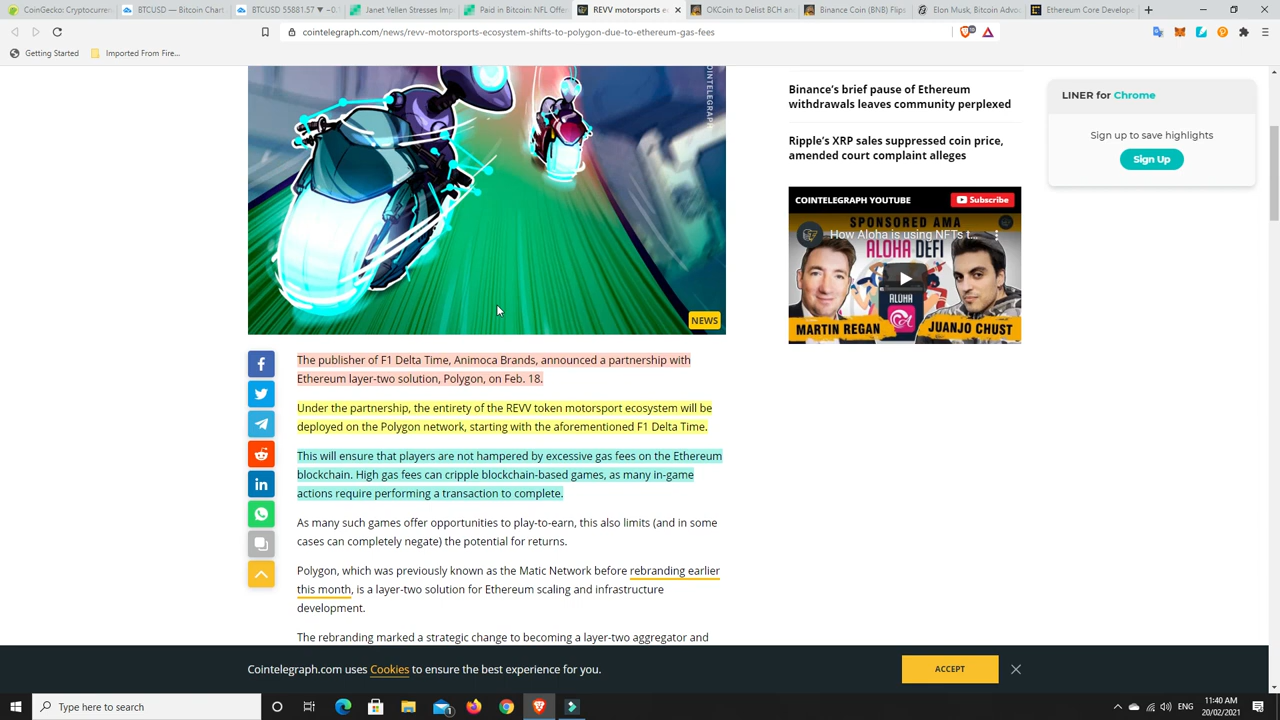 CoinGecko: Cryptocurren
BTCUSD — Bitcoin Chart
BTCUSD 55881.57 ▼ −0.
Janet Yellen Stresses Imp
Paid in Bitcoin: NFL Offe
REVV motorsports e
OKCoin to Delist BCH and
Binance Coin (BNB) Flips
Elon Musk, Bitcoin Advoc
Ethereum Core Develope
cointelegraph.com/news/revv-motorsports-ecosystem-shifts-to-polygon-due-to-ethereum-gas-fees
Getting Started
Imported From Fire...
COINTELEGRAPH
NEWS
The publisher of F1 Delta Time, Animoca Brands, announced a partnership with
Ethereum layer-two solution, Polygon, on Feb. 18.
Under the partnership, the entirety of the REVV token motorsport ecosystem will be
deployed on the Polygon network, starting with the aforementioned F1 Delta Time.
This will ensure that players are not hampered by excessive gas fees on the Ethereum
blockchain. High gas fees can cripple blockchain-based games, as many in-game
actions require performing a transaction to complete.
As many such games offer opportunities to play-to-earn, this also limits (and in some
cases can completely negate) the potential for returns.
Polygon, which was previously known as the Matic Network before rebranding earlier
this month, is a layer-two solution for Ethereum scaling and infrastructure
development.
The rebranding marked a strategic change to becoming a layer-two aggregator and
Binance's brief pause of Ethereum
withdrawals leaves community perplexed
Ripple's XRP sales suppressed coin price,
amended court complaint alleges
COINTELEGRAPH YOUTUBE
Subscribe
SPONSORED AMA
How Aloha is using NFTs t...
ALOHA DEFI
ALOHA
MARTIN REGAN
JUANJO CHUST
LINER for Chrome
Sign up to save highlights
Sign Up
Cointelegraph.com uses Cookies to ensure the best experience for you.
ACCEPT
Type here to search
ENG
11:40 AM
20/02/2021